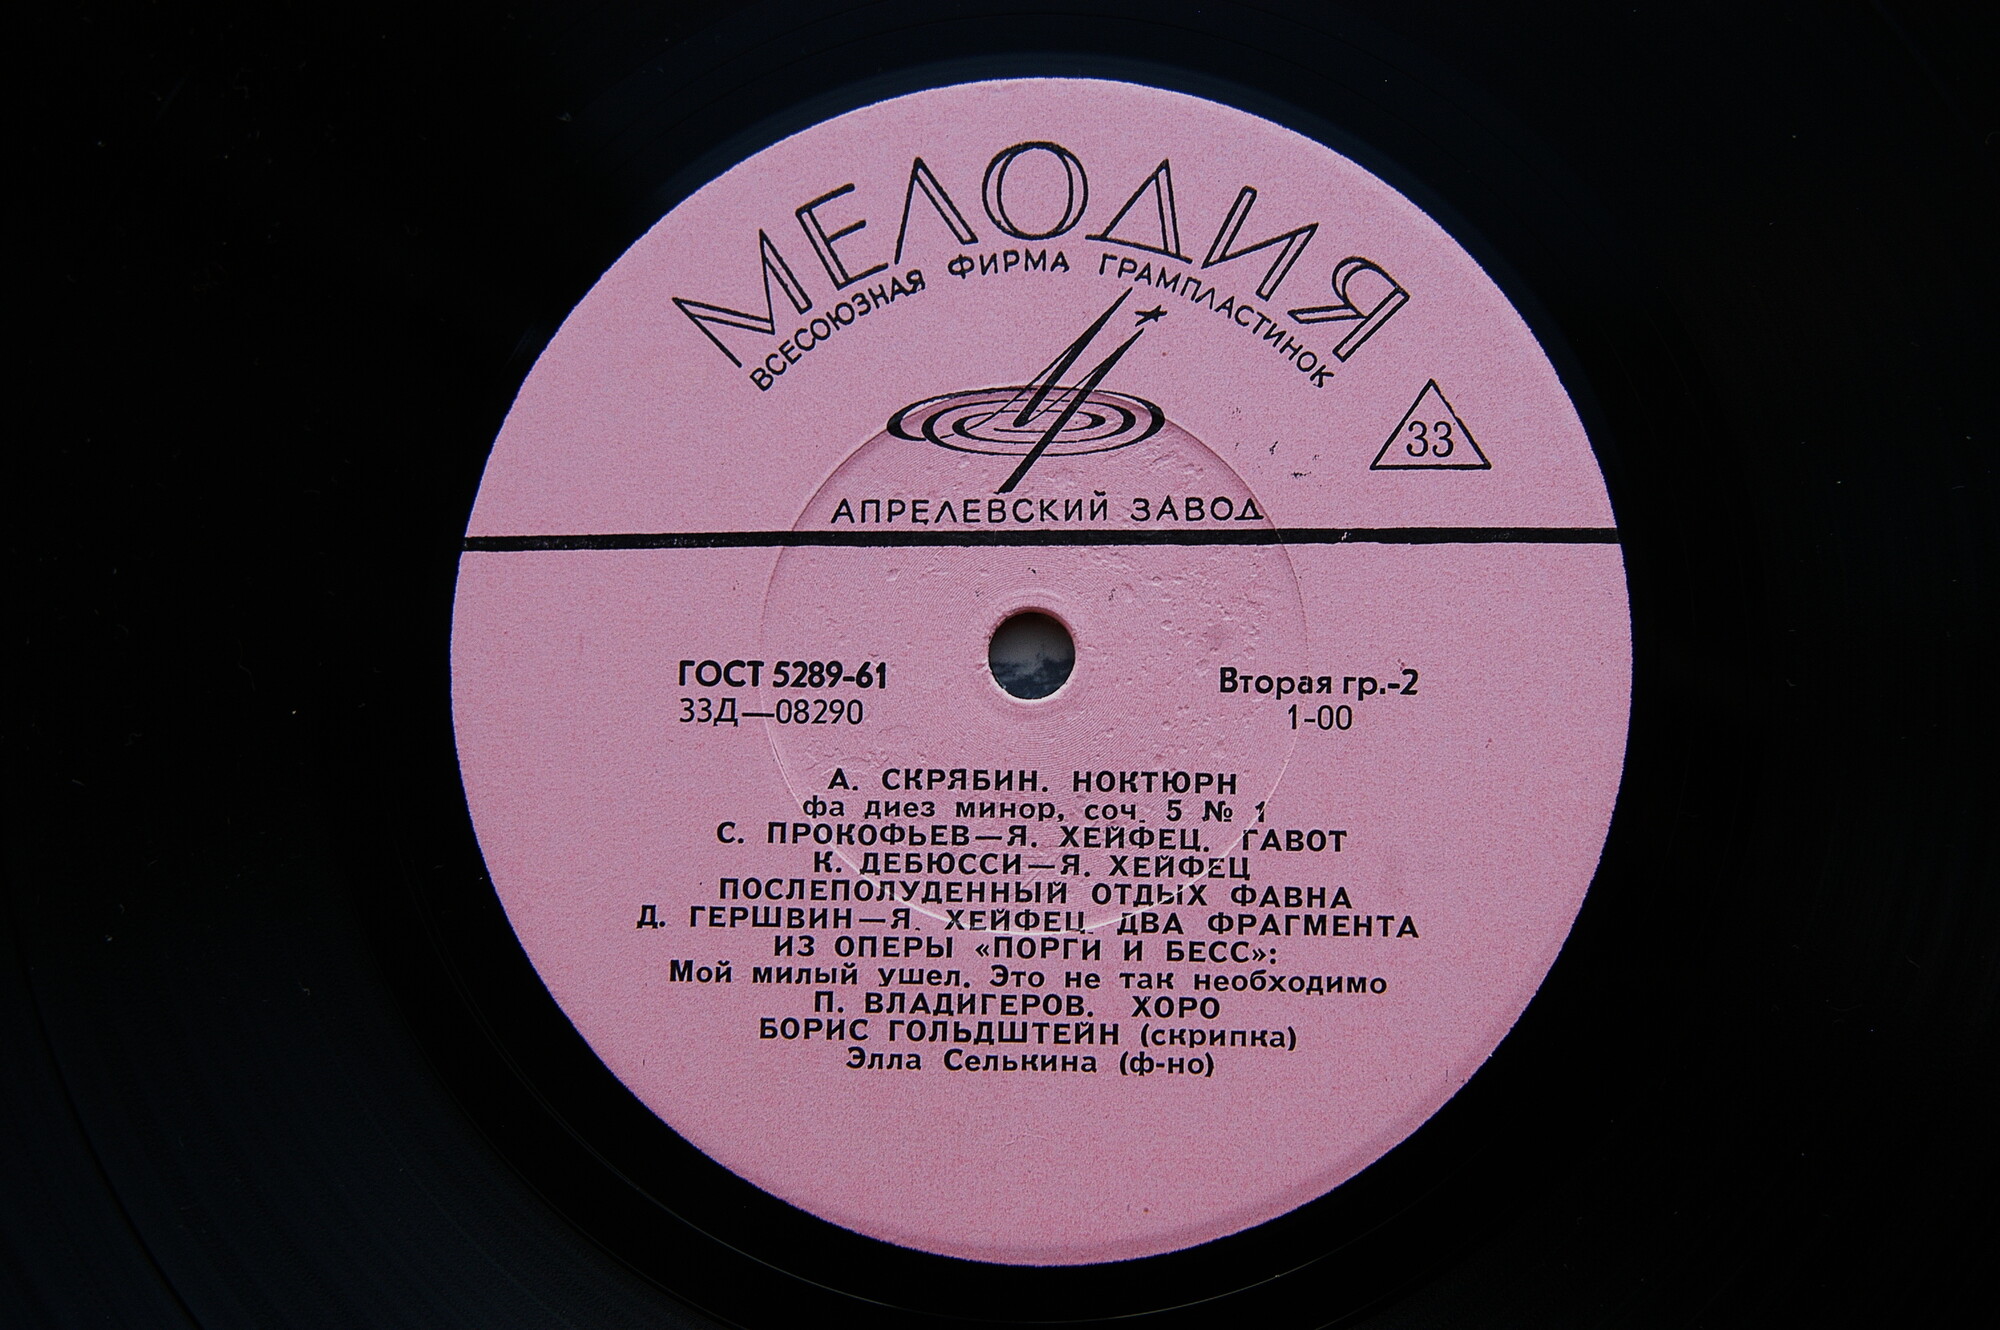 МЕЛОДИЯ
ВСЕСОЮЗНАЯ ФИРМА ГРАМПЛАСТИНОК
33
АПРЕЛЕВСКИЙ ЗАВОД
ГОСТ 5289-61
33Д—08290
Вторая гр.-2
1-00
А. СКРЯБИН. НОКТЮРН
фа диез минор, соч. 5 № 1
С. ПРОКОФЬЕВ—Я. ХЕЙФЕЦ. ГАВОТ
К. ДЕБЮССИ—Я. ХЕЙФЕЦ
ПОСЛЕПОЛУДЕННЫЙ ОТДЫХ ФАВНА
Д. ГЕРШВИН—Я. ХЕЙФЕЦ. ДВА ФРАГМЕНТА
ИЗ ОПЕРЫ «ПОРГИ И БЕСС»:
Мой милый ушел. Это не так необходимо
П. ВЛАДИГЕРОВ. ХОРО
БОРИС ГОЛЬДШТЕЙН (скрипка)
Элла Селькина (ф-но)